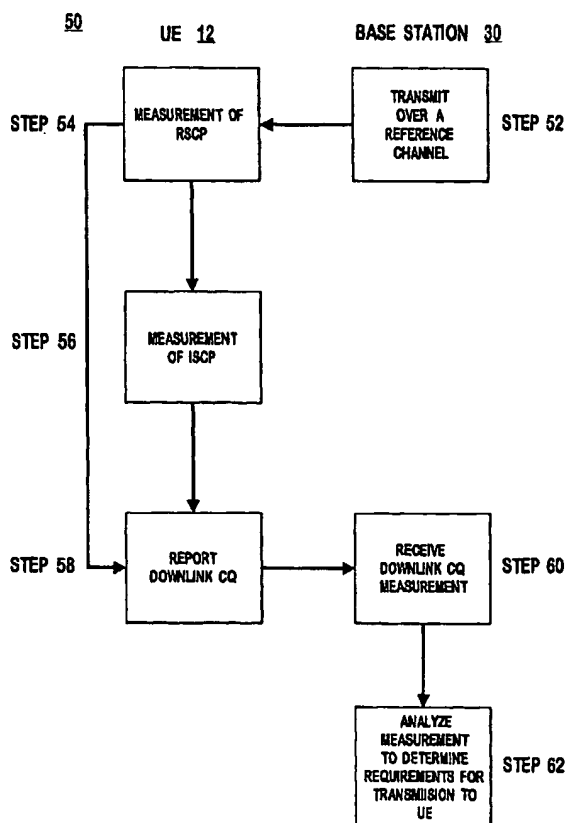 50
UE 12
BASE STATION 30
STEP 54
MEASUREMENT OF
RSCP
TRANSMIT
OVER A
REFERENCE
CHANNEL
STEP 52
STEP 56
MEASUREMENT
OF ISCP
STEP 58
REPORT
DOWNLINK CQ
RECEIVE
DOWNLINK CQ
MEASUREMENT
STEP 60
ANALYZE
MEASUREMENT
TO DETERMINE
REQUIREMENTS FOR
TRANSMISION TO
UE
STEP 62